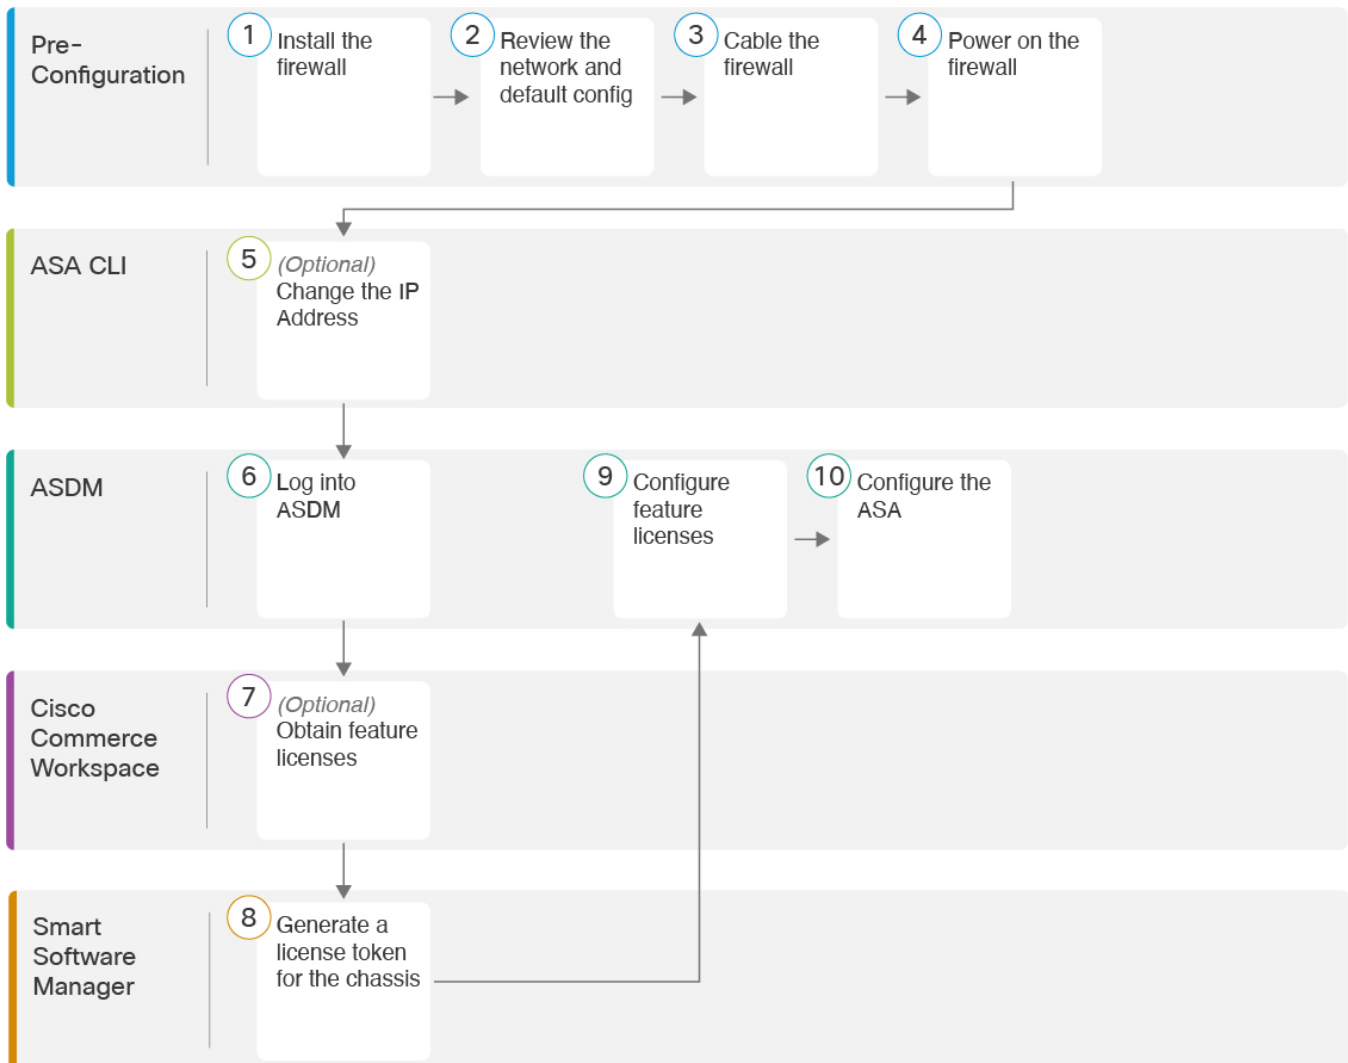 Pre-
Configuration
1
Install the
firewall
2
Review the
network and
default config
3
Cable the
firewall
4
Power on the
firewall
ASA CLI
5
(Optional)
Change the IP
Address
ASDM
6
Log into
ASDM
9
Configure
feature
licenses
10
Configure the
ASA
Cisco
Commerce
Workspace
7
(Optional)
Obtain feature
licenses
Smart
Software
Manager
8
Generate a
license token
for the chassis